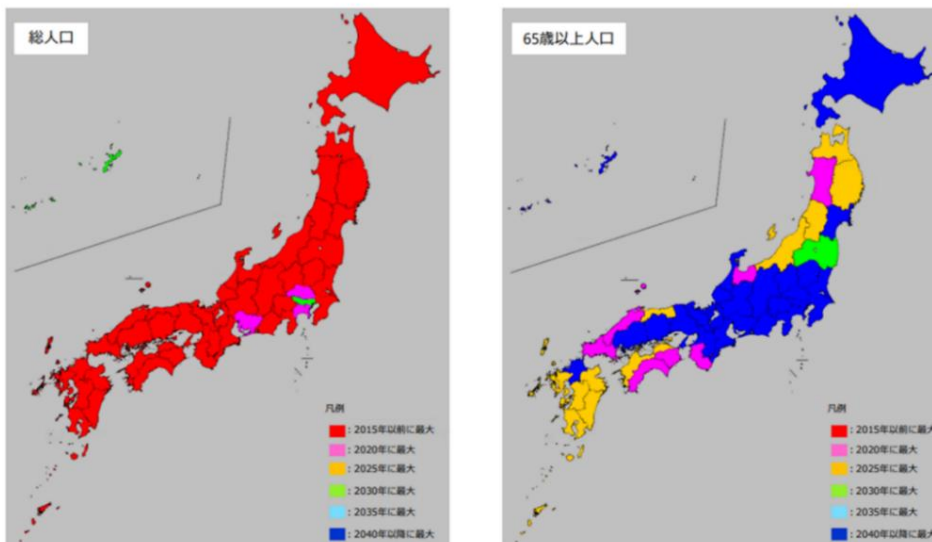 総人口
凡例
:2015年以前に最大
:2020年に最大
:2025年に最大
:2030年に最大
:2035年に最大
:2040年以降に最大
65歳以上人口
凡例
:2015年以前に最大
:2020年に最大
:2025年に最大
:2030年に最大
:2035年に最大
:2040年以降に最大